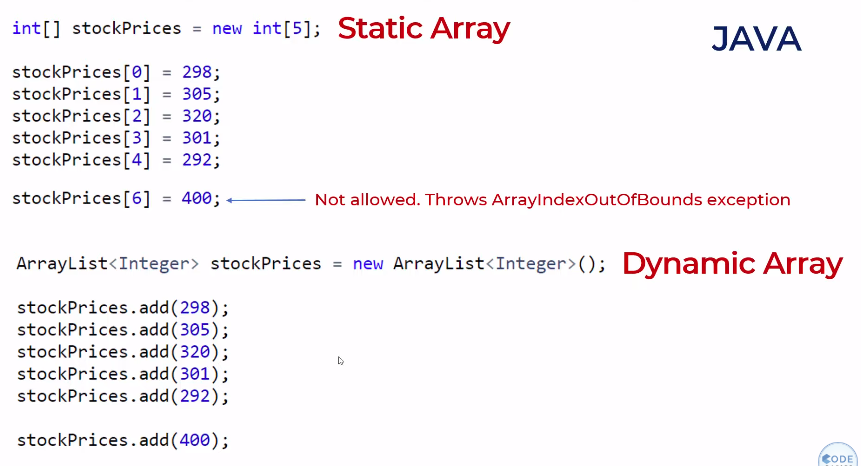 int[] stockPrices = new int[5]; Static Array JAVA
stockPrices[0] = 298;
stockPrices[1] = 305;
stockPrices[2] = 320;
stockPrices[3] = 301;
stockPrices[4] = 292;
stockPrices[6] = 400; Not allowed. Throws ArrayIndexOutOfBounds exception
ArrayList<Integer> stockPrices = new ArrayList<Integer>(); Dynamic Array
stockPrices.add(298);
stockPrices.add(305);
stockPrices.add(320);
stockPrices.add(301);
stockPrices.add(292);
stockPrices.add(400);
CODE